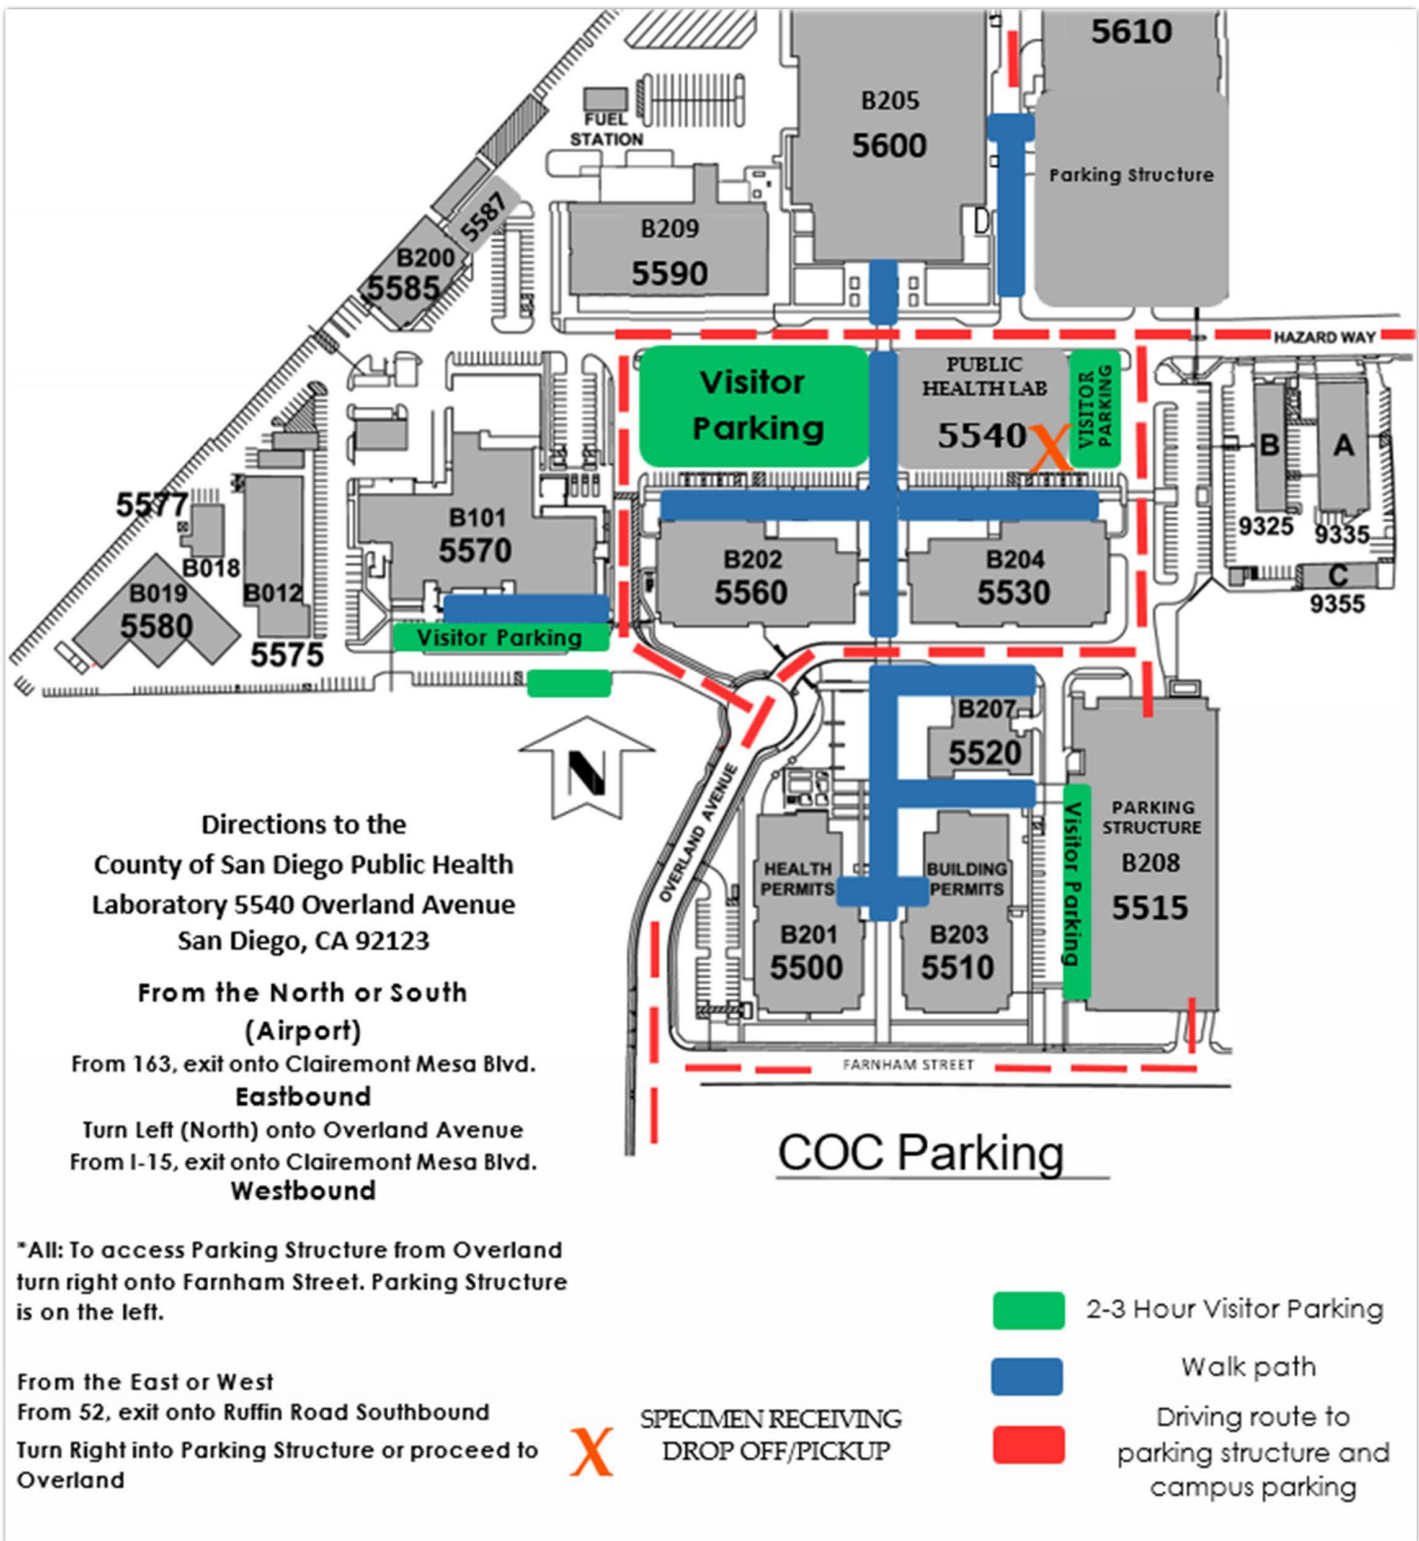 5610
B205
5600
FUEL
STATION
Parking Structure
5587
B209
5590
D
B200
5585
HAZARD WAY
Visitor
Parking
PUBLIC
HEALTH LAB
5540
X
VISITOR
PARKING
B
A
9325
9335
C
9355
5577
B018
B019
5580
B012
5575
B101
5570
Visitor Parking
B202
5560
B204
5530
B207
5520
N
OVERLAND AVENUE
HEALTH
PERMITS
B201
5500
BUILDING
PERMITS
B203
5510
Visitor Parking
PARKING
STRUCTURE
B208
5515
FARNHAM STREET
COC Parking
Directions to the
County of San Diego Public Health
Laboratory 5540 Overland Avenue
San Diego, CA 92123
From the North or South
(Airport)
From 163, exit onto Clairemont Mesa Blvd.
Eastbound
Turn Left (North) onto Overland Avenue
From I-15, exit onto Clairemont Mesa Blvd.
Westbound
*All: To access Parking Structure from Overland
turn right onto Farnham Street. Parking Structure
is on the left.
From the East or West
From 52, exit onto Ruffin Road Southbound
Turn Right into Parking Structure or proceed to
Overland
X
SPECIMEN RECEIVING
DROP OFF/PICKUP
2-3 Hour Visitor Parking
Walk path
Driving route to
parking structure and
campus parking